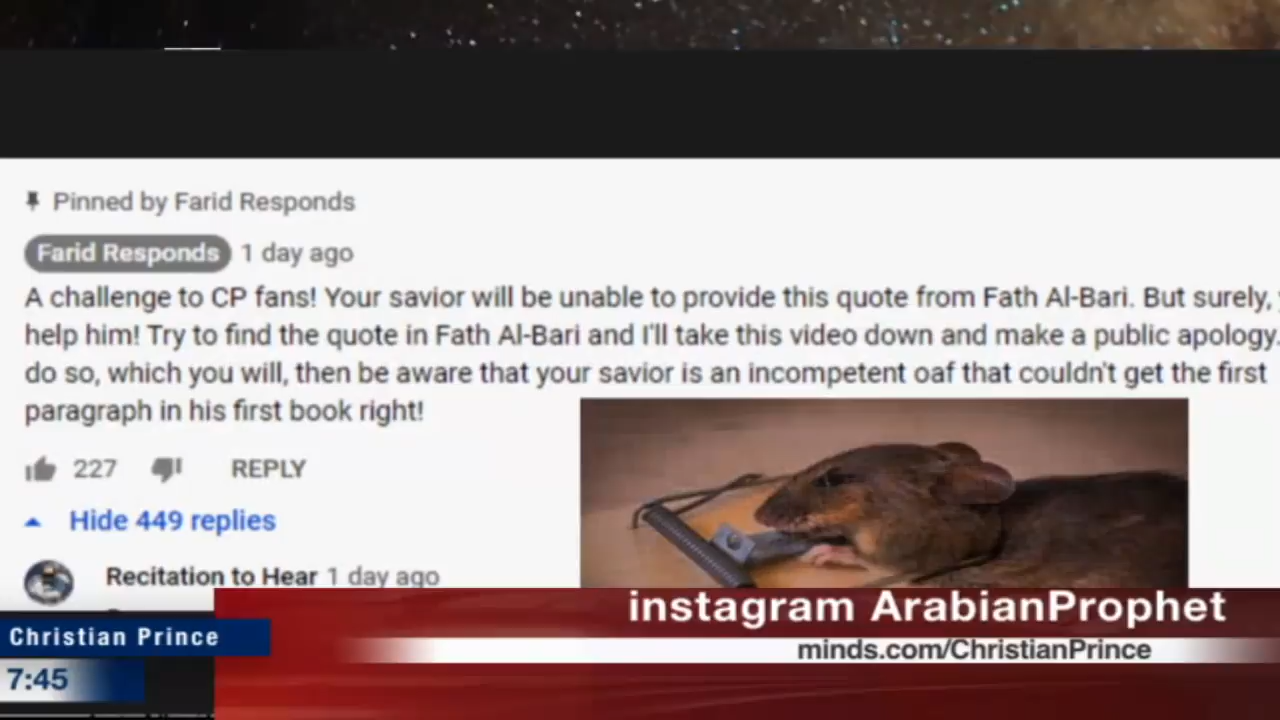 Pinned by Farid Responds
Farid Responds 1 day ago
A challenge to CP fans! Your savior will be unable to provide this quote from Fath Al-Bari. But surely,
help him! Try to find the quote in Fath Al-Bari and I'll take this video down and make a public apology.
do so, which you will, then be aware that your savior is an incompetent oaf that couldn't get the first
paragraph in his first book right!
227 REPLY
Hide 449 replies
Recitation to Hear 1 day ago
instagram ArabianProphet
Christian Prince
minds.com/ChristianPrince
7:45